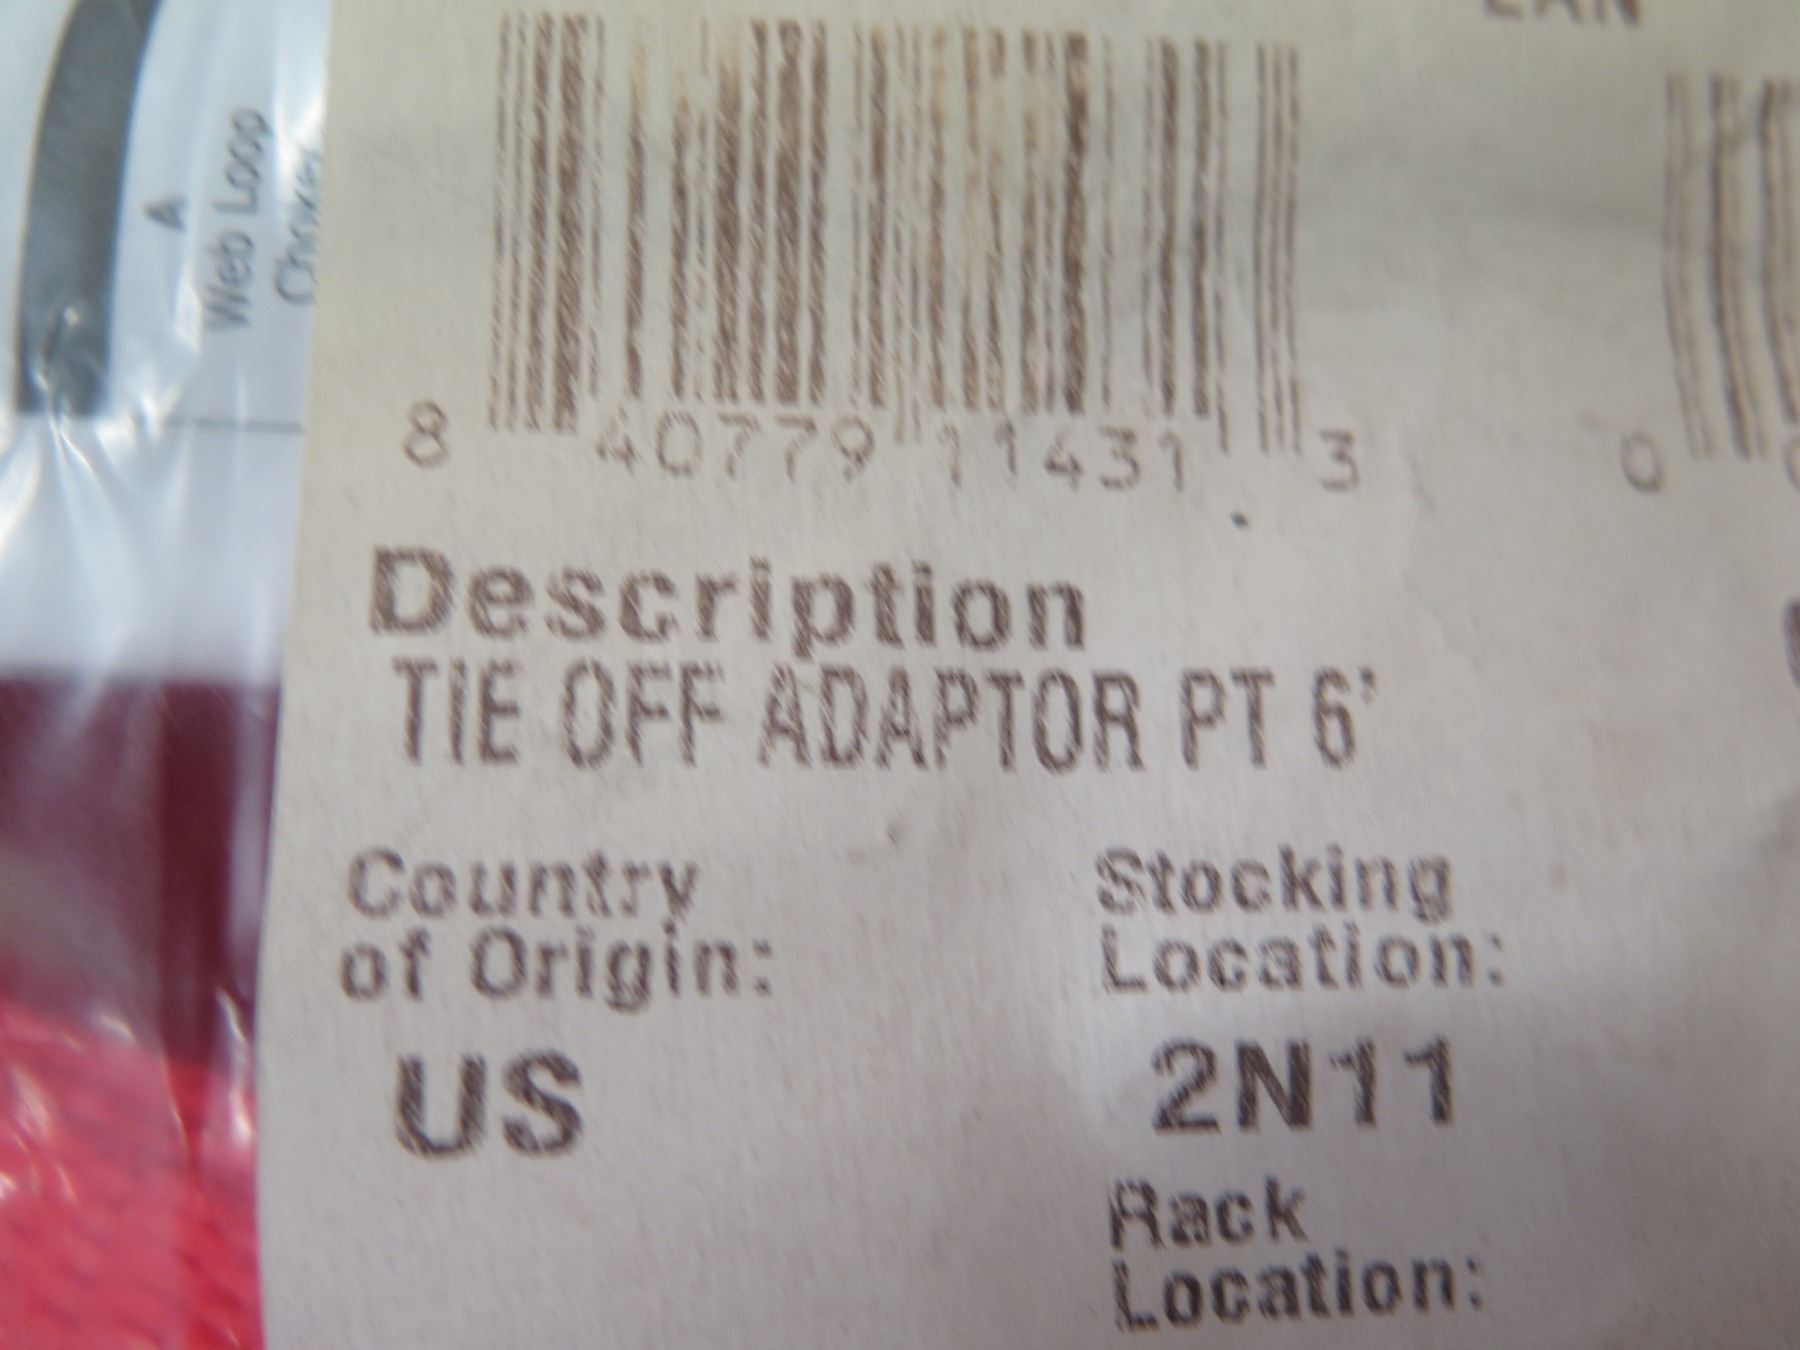 EAN
A
Web Loop
Choker
8 40779 11431 3
0
Description
TIE OFF ADAPTOR PT 6'
Country
of Origin:
US
Stocking
Location:
2N11
Rack
Location: